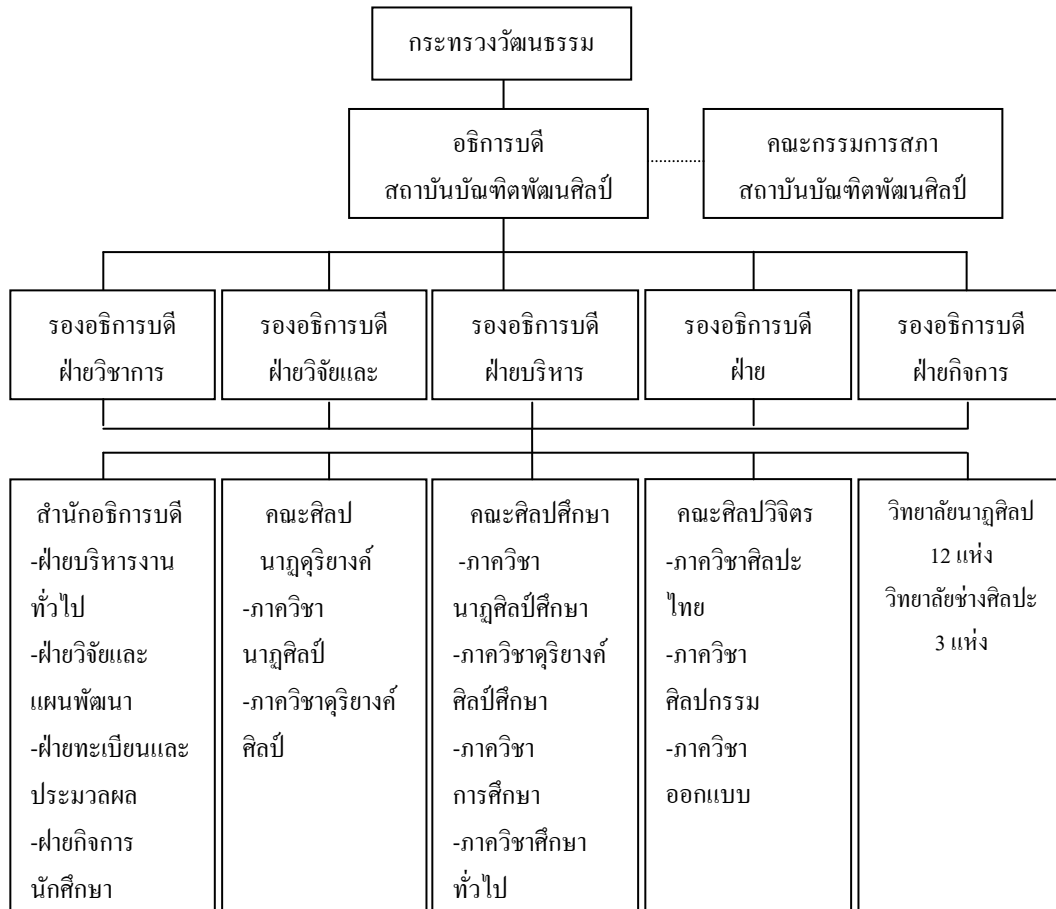 กระทรวงวัฒนธรรม
อธิการบดี
สถาบันบัณฑิตพัฒนศิลป์
คณะกรรมการสภา
สถาบันบัณฑิตพัฒนศิลป์
รองอธิการบดี
ฝ่ายวิชาการ
รองอธิการบดี
ฝ่ายวิจัยและ
รองอธิการบดี
ฝ่ายบริหาร
รองอธิการบดี
ฝ่าย
รองอธิการบดี
ฝ่ายกิจการ
สำนักอธิการบดี
-ฝ่ายบริหารงาน
ทั่วไป
-ฝ่ายวิจัยและ
แผนพัฒนา
-ฝ่ายทะเบียนและ
ประมวลผล
-ฝายกิจการ
นักศึกษา
คณะศิลป
นาฏดุริยางค์
-ภาควิชา
นาฏศิลป์
-ภาควิชาดุริยางค์
ศิลป์
คณะศิลปศึกษา
-ภาควิชา
นาฏศิลป์ศึกษา
-ภาควิชาดุริยางค์
ศิลป์ศึกษา
-ภาควิชา
การศึกษา
-ภาควิชาศึกษา
ทั่วไป
คณะศิลปวิจิตร
-ภาควิชาศิลปะ
ไทย
-ภาควิชา
ศิลปกรรม
-ภาควิชา
ออกแบบ
วิทยาลัยนาฏศิลป
12 แห่ง
วิทยาลัยช่างศิลปะ
3 แห่ง